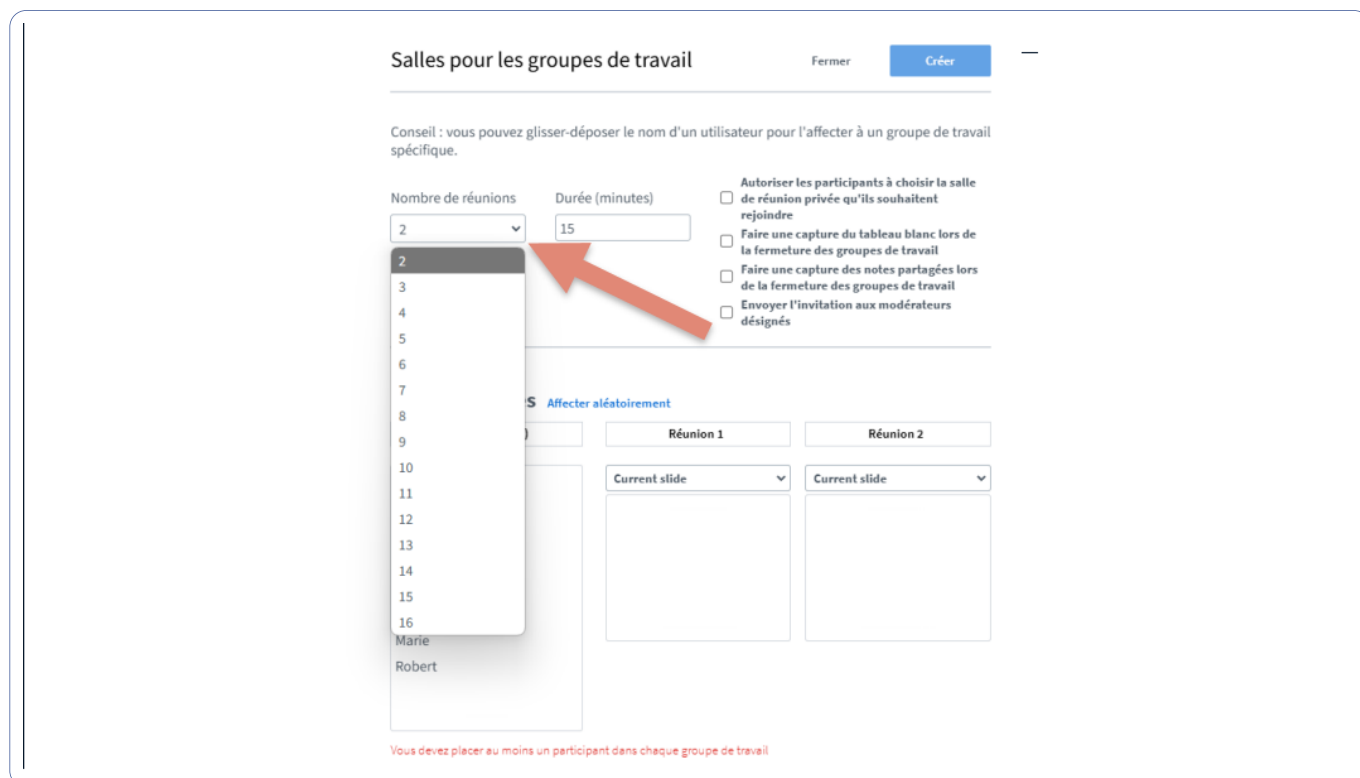 Salles pour les groupes de travail
Fermer
Créer
Conseil : vous pouvez glisser-déposer le nom d'un utilisateur pour l'affecter à un groupe de travail
spécifique.
Nombre de réunions
Durée (minutes)
2
15
Autoriser les participants à choisir la salle
de réunion privée qu'ils souhaitent
rejoindre
Faire une capture du tableau blanc lors de
la fermeture des groupes de travail
Faire une capture des notes partagées lors
de la fermeture des groupes de travail
Envoyer l'invitation aux modérateurs
désignés
2
3
4
5
6
7
8
9
10
11
12
13
14
15
16
Affecter aléatoirement
Réunion 1
Réunion 2
Current slide
Current slide
Marie
Robert
Vous devez placer au moins un participant dans chaque groupe de travail